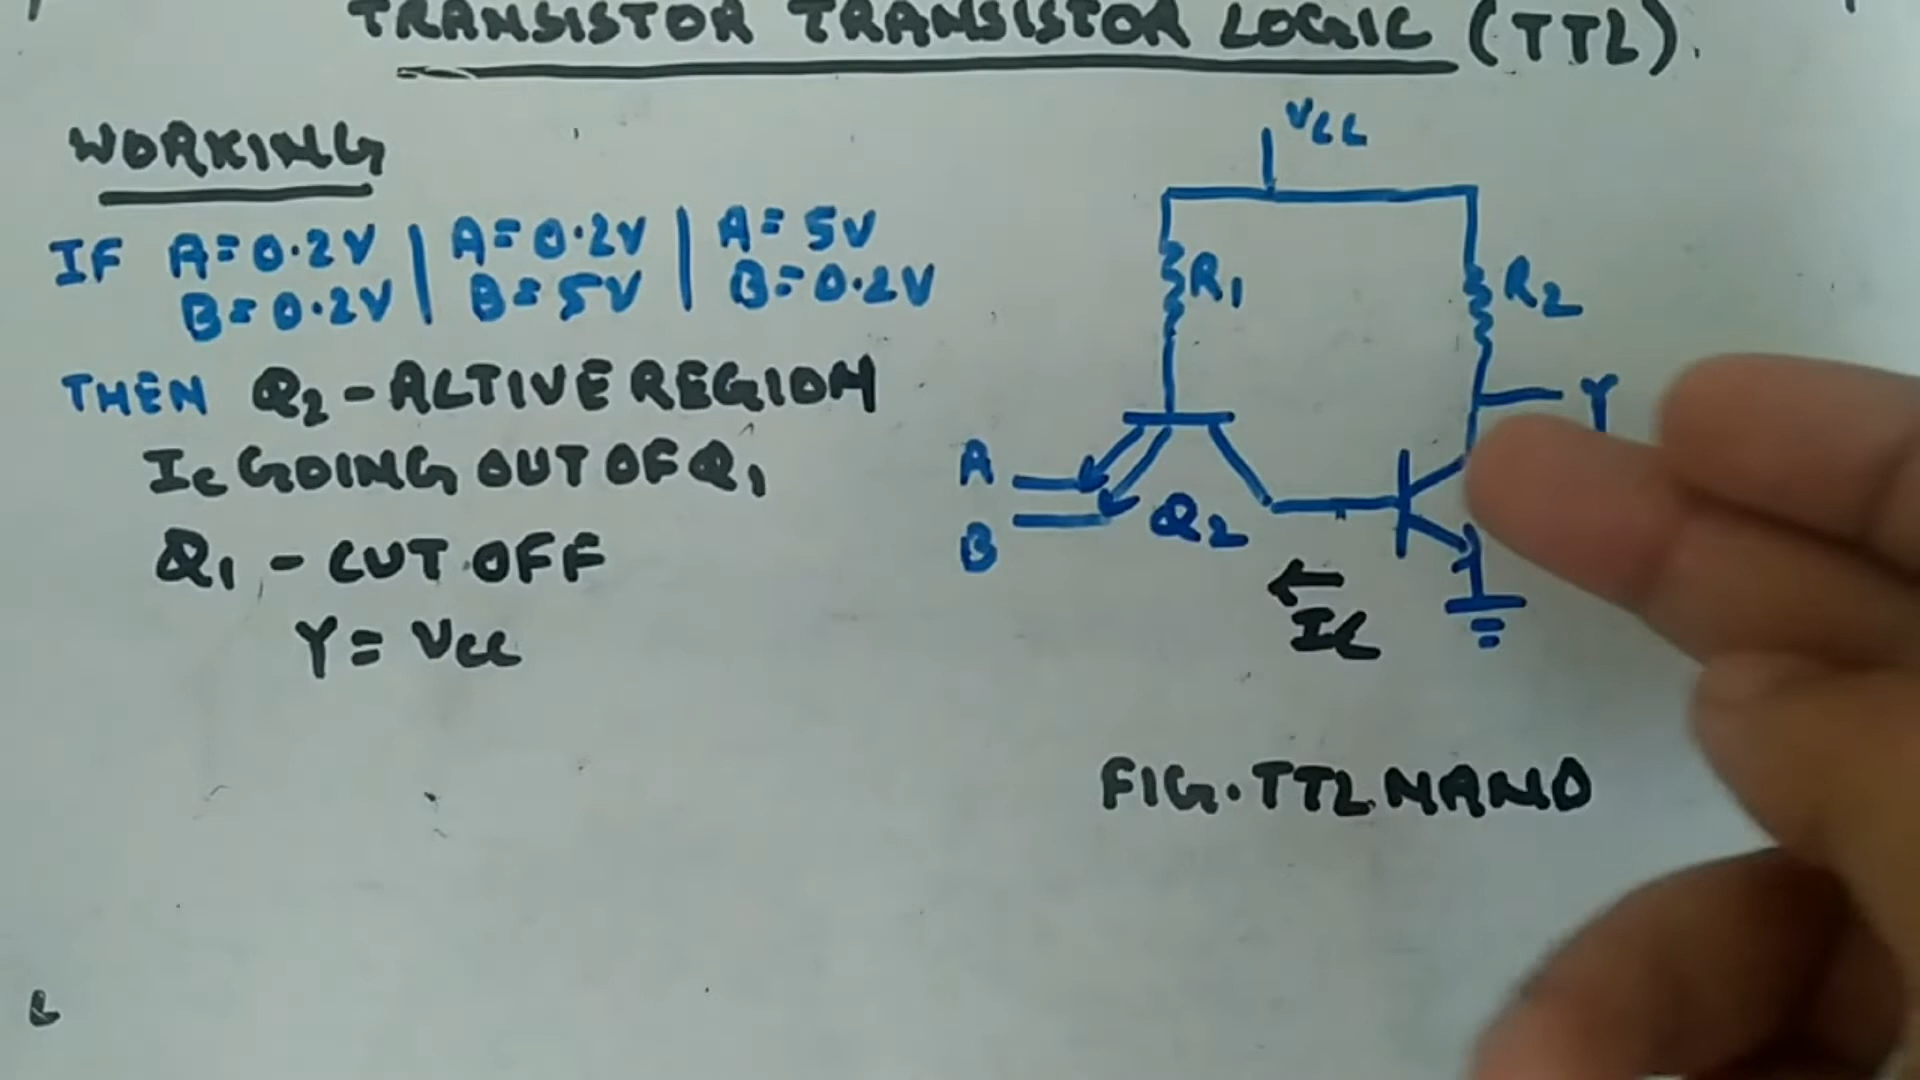 TRANSISTOR TRANSISTOR LOGIC (TTL).
WORKING
IF A=0.2V | A=0.2V | A=5V
B=0.2V | B=5V | B=0.2V
THEN Q2 - ACTIVE REGION
IC GOING OUT OF Q1
Q1 - CUT OFF
Y = VCC
VCC
R1
R2
Y
A
B
Q2
IC
FIG. TTL NAND